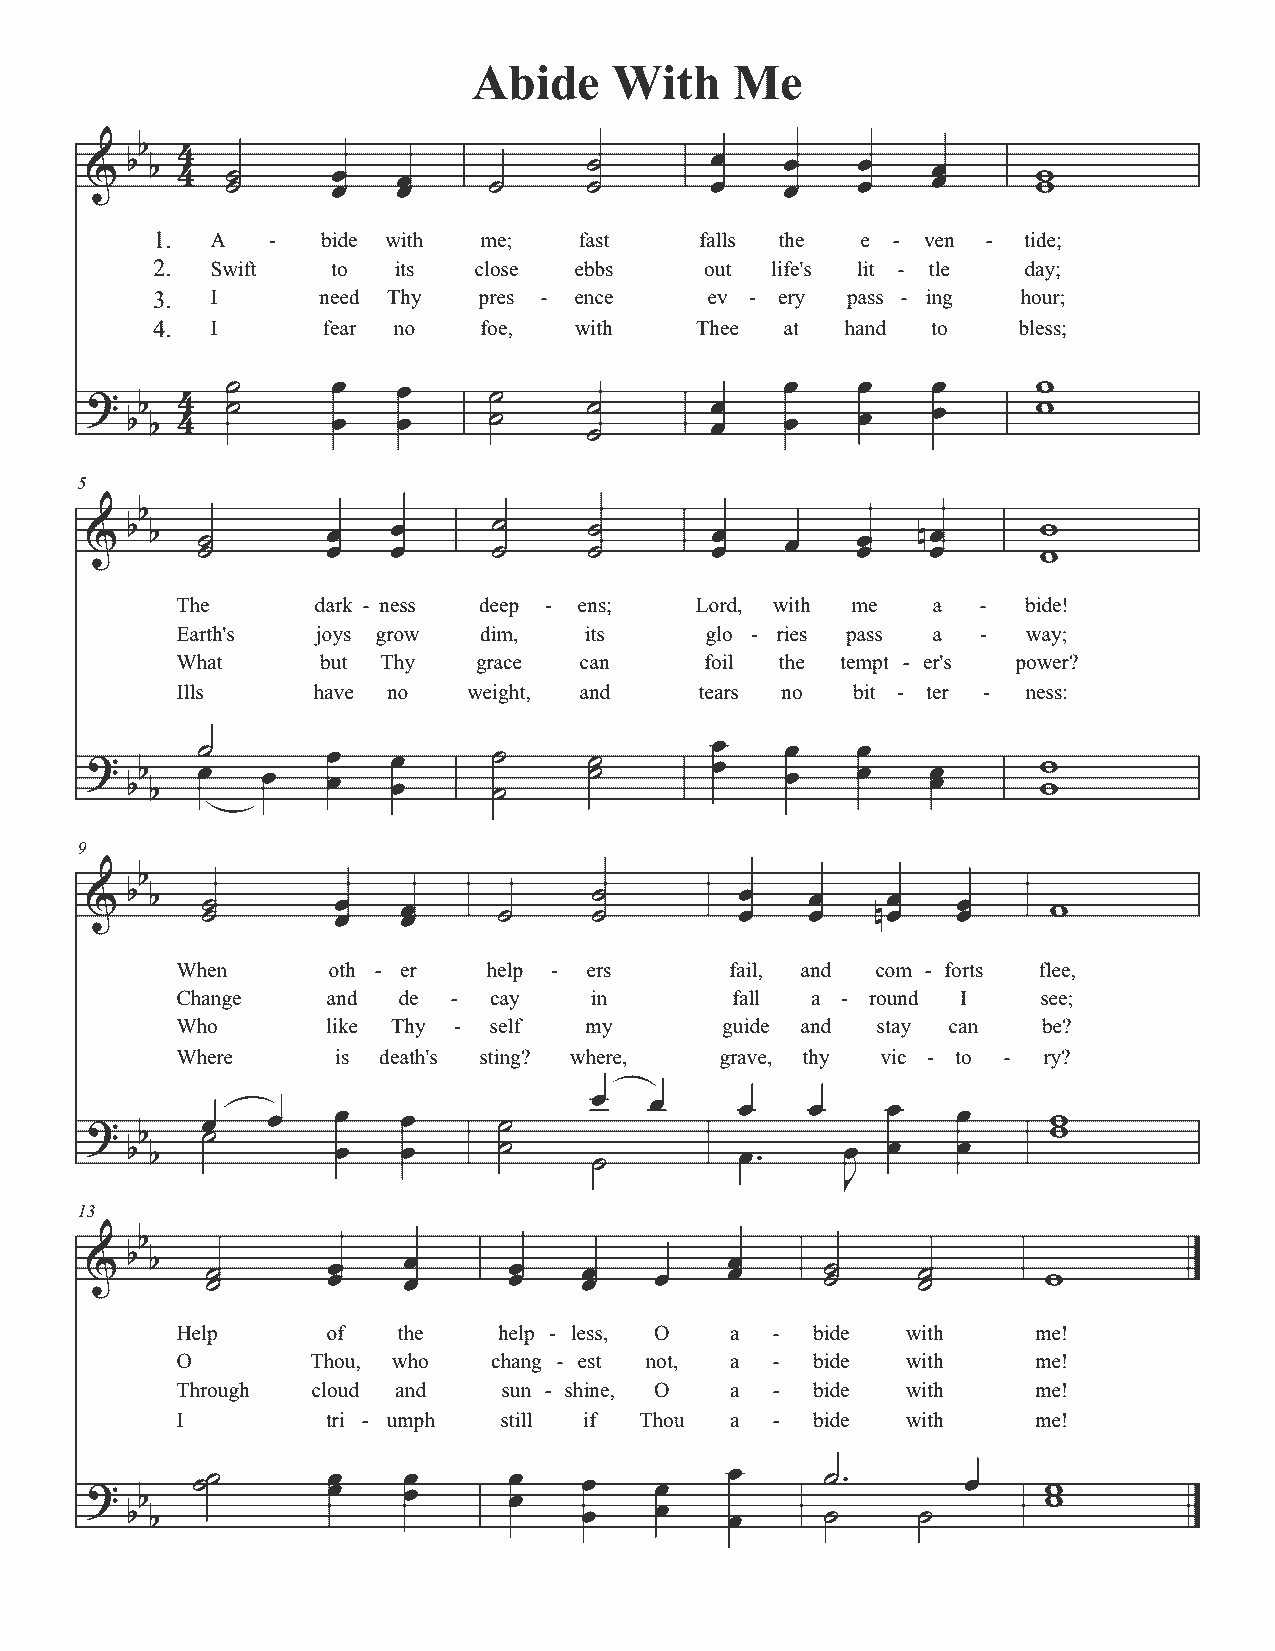 Abide With Me
4
4
1. A - bide with me; fast falls the e - ven - tide;
2. Swift to its close ebbs out life's lit - tle day;
3. I need Thy pres - ence ev - ery pass - ing hour;
4. I fear no foe, with Thee at hand to bless;
4
4
5
The dark - ness deep - ens; Lord, with me a - bide!
Earth's joys grow dim, its glo - ries pass a - way;
What but Thy grace can foil the tempt - er's power?
Ills have no weight, and tears no bit - ter - ness:
9
When oth - er help - ers fail, and com - forts flee,
Change and de - cay in fall a - round I see;
Who like Thy - self my guide and stay can be?
Where is death's sting? where, grave, thy vic - to - ry?
13
Help of the help - less, O a - bide with me!
O Thou, who chang - est not, a - bide with me!
Through cloud and sun - shine, O a - bide with me!
I tri - umph still if Thou a - bide with me!